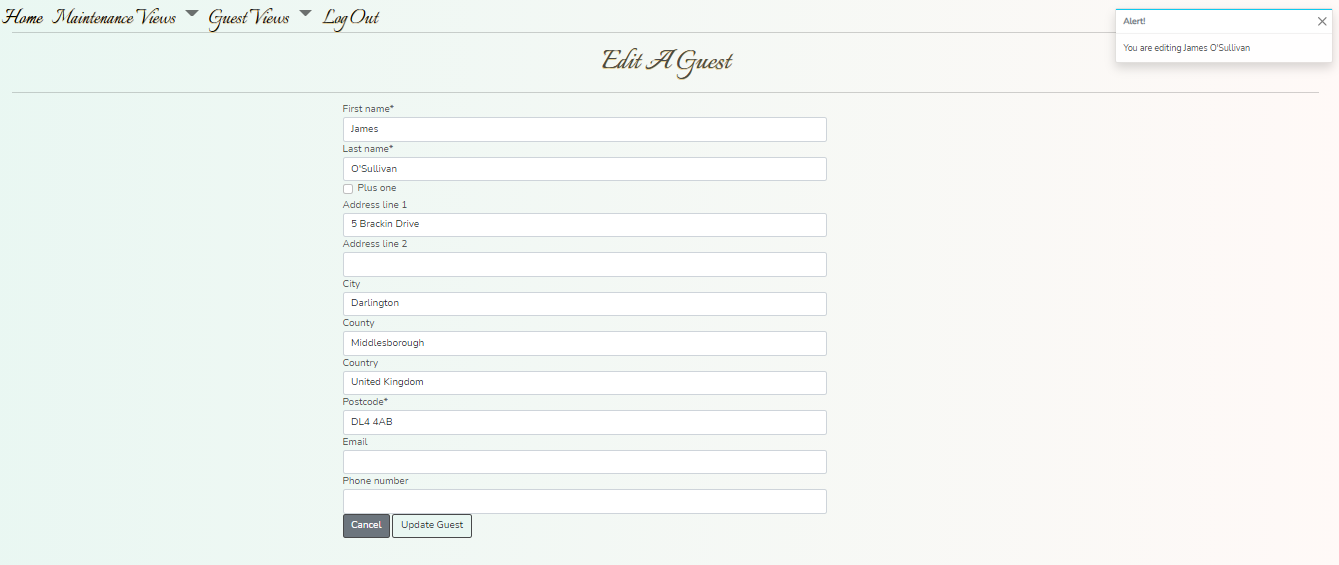 Home Maintenance Views Guest Views Log Out
Alert!
You are editing James O'Sullivan
Edit A Guest
First name*
James
Last name*
O'Sullivan
Plus one
Address line 1
5 Brackin Drive
Address line 2
City
Darlington
County
Middlesborough
Country
United Kingdom
Postcode*
DL4 4AB
Email
Phone number
Cancel Update Guest